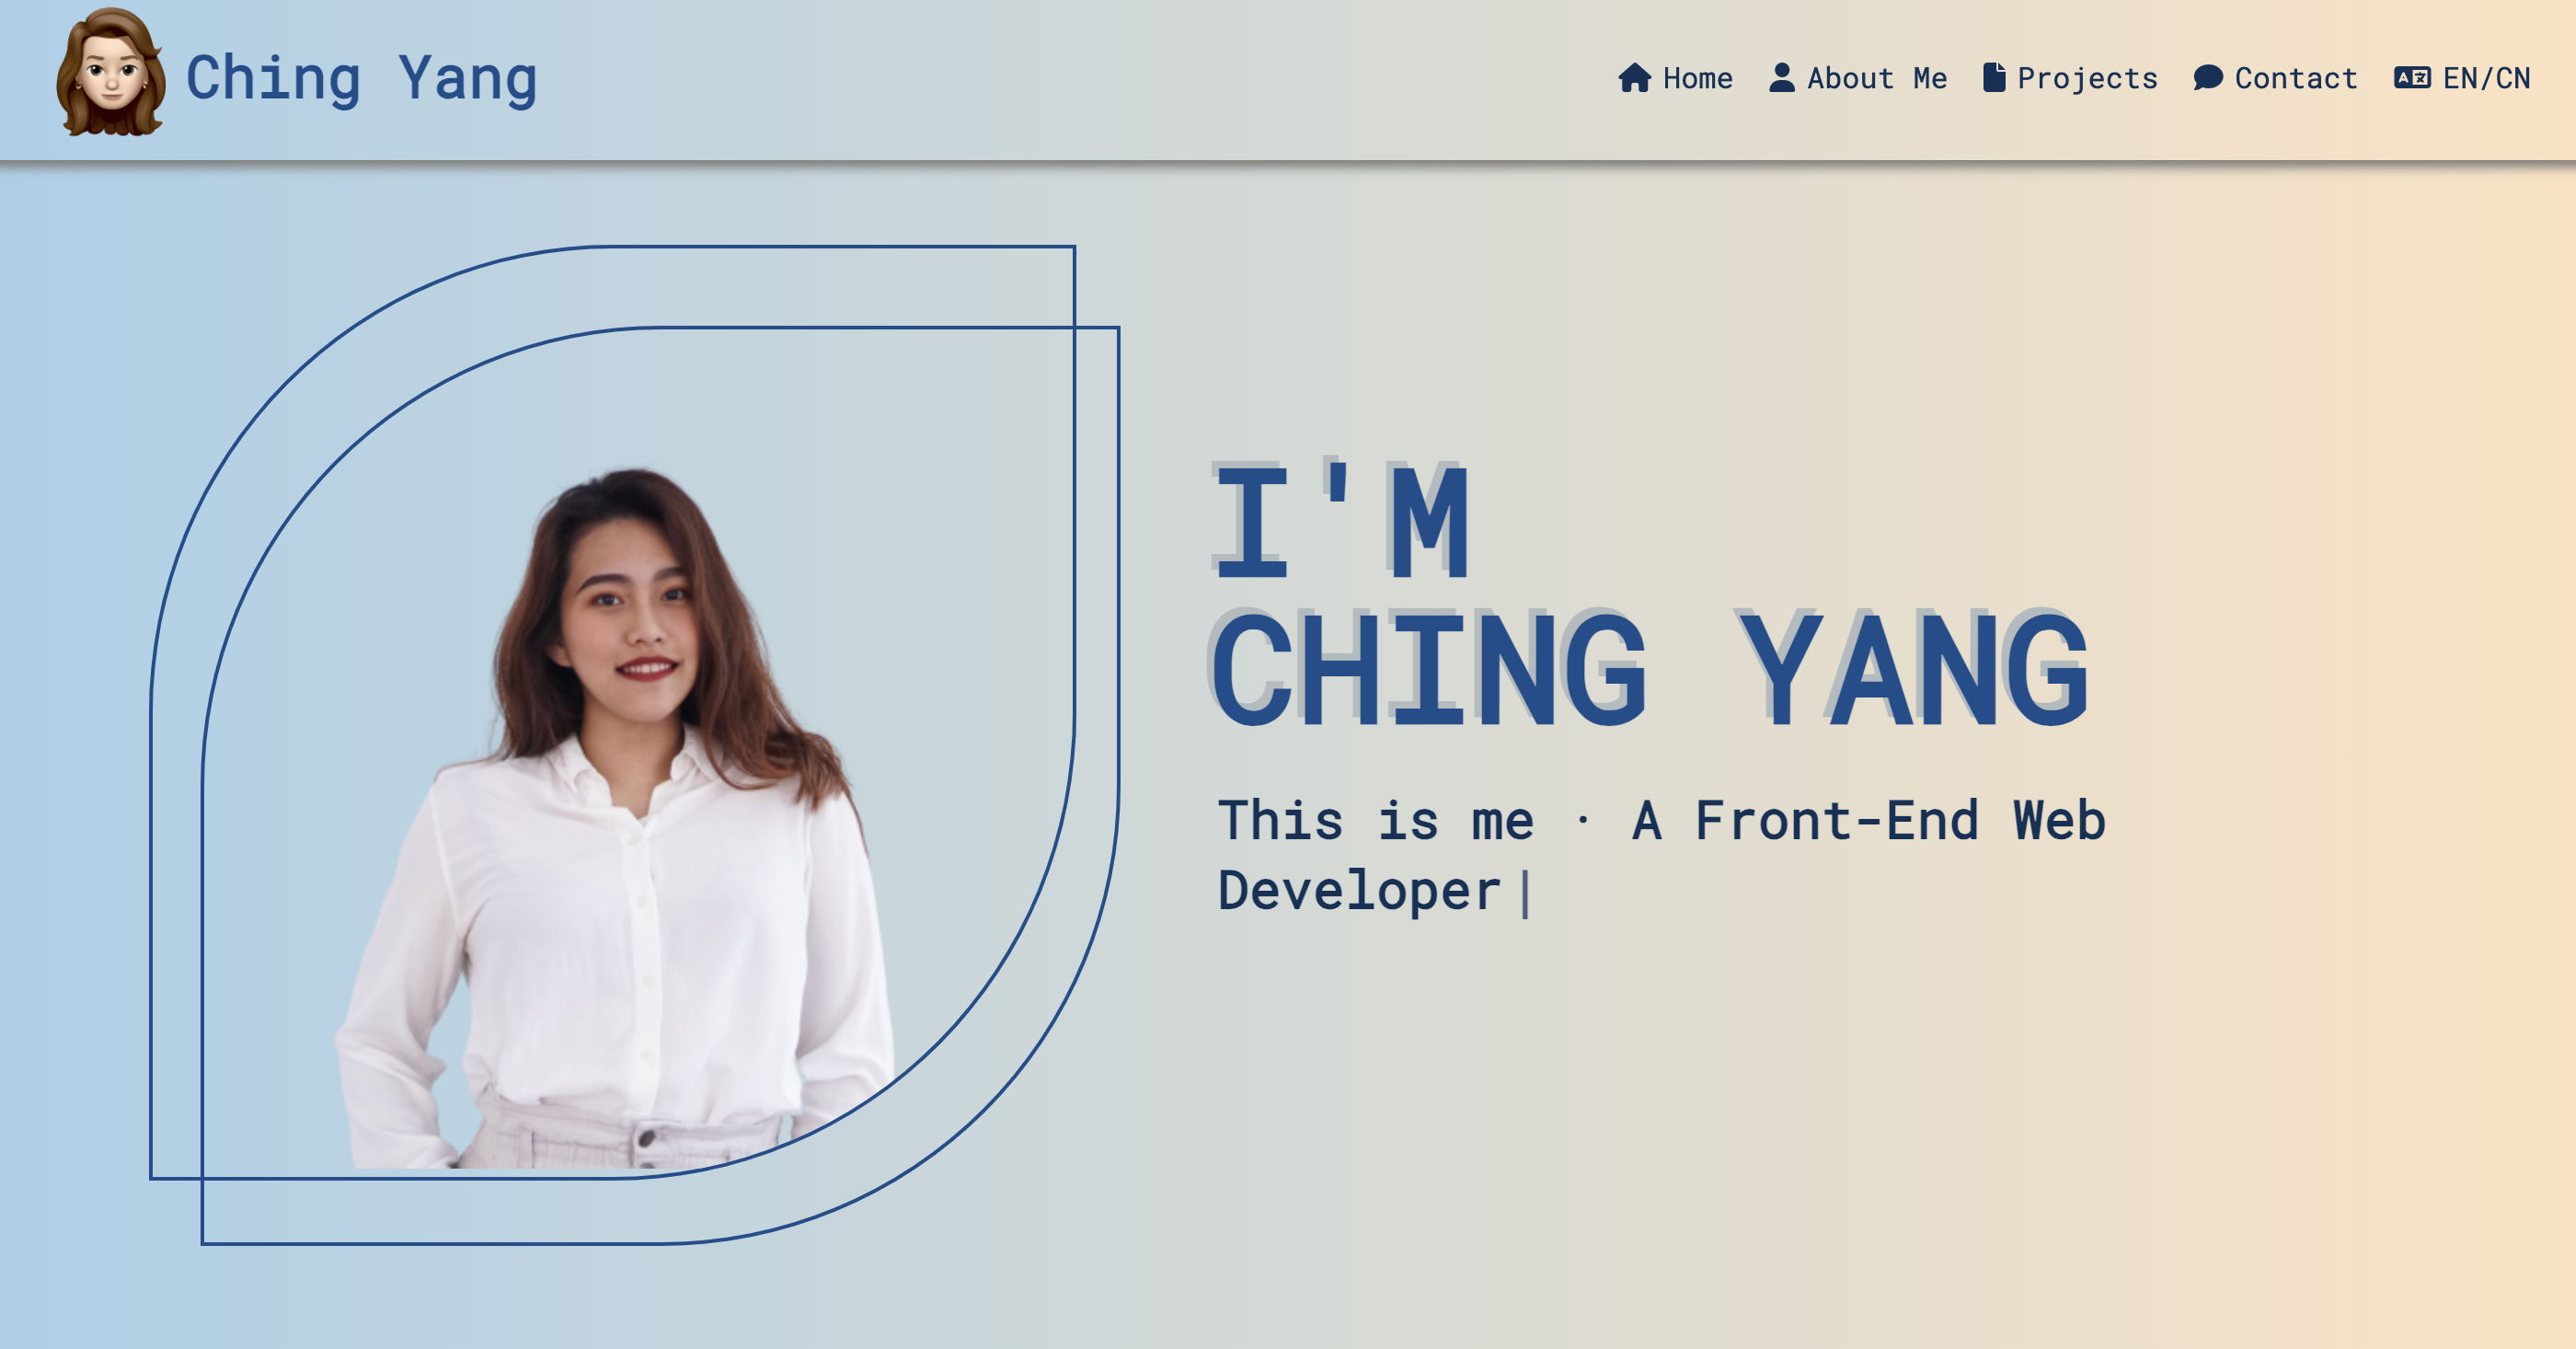 Ching Yang
Home
About Me
Projects
Contact
EN/CN
I'M
CHING YANG
This is me · A Front-End Web
Developer|